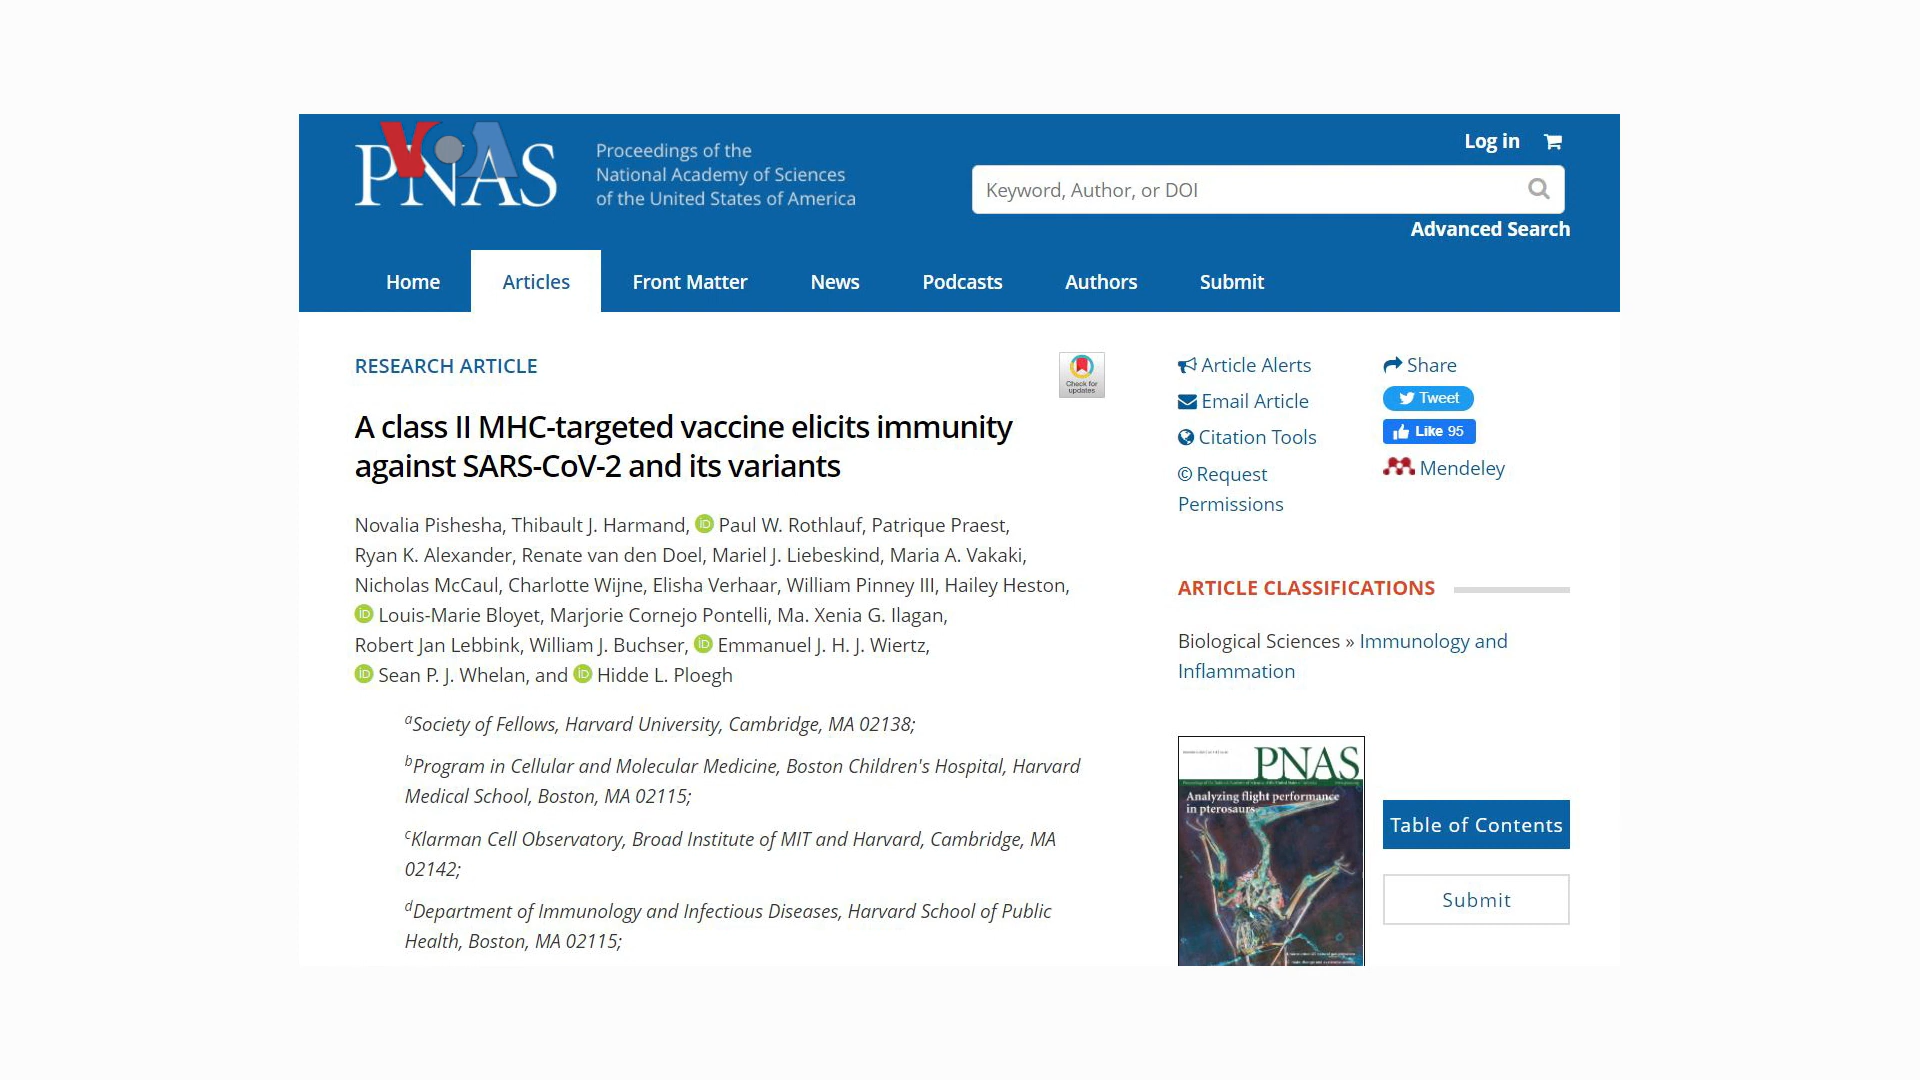 VOA
PNAS
Proceedings of the
National Academy of Sciences
of the United States of America
Log in
Keyword, Author, or DOI
Advanced Search
Home Articles Front Matter News Podcasts Authors Submit
RESEARCH ARTICLE
Check for
updates
A class II MHC-targeted vaccine elicits immunity
against SARS-CoV-2 and its variants
Novalia Pishesha, Thibault J. Harmand, iD Paul W. Rothlauf, Patrique Praest,
Ryan K. Alexander, Renate van den Doel, Mariel J. Liebeskind, Maria A. Vakaki,
Nicholas McCaul, Charlotte Wijne, Elisha Verhaar, William Pinney III, Hailey Heston,
iD Louis-Marie Bloyet, Marjorie Cornejo Pontelli, Ma. Xenia G. Ilagan,
Robert Jan Lebbink, William J. Buchser, iD Emmanuel J. H. J. Wiertz,
iD Sean P. J. Whelan, and iD Hidde L. Ploegh
aSociety of Fellows, Harvard University, Cambridge, MA 02138;
bProgram in Cellular and Molecular Medicine, Boston Children's Hospital, Harvard
Medical School, Boston, MA 02115;
cKlarman Cell Observatory, Broad Institute of MIT and Harvard, Cambridge, MA
02142;
dDepartment of Immunology and Infectious Diseases, Harvard School of Public
Health, Boston, MA 02115;
Article Alerts
Email Article
Citation Tools
© Request
Permissions
Share
Tweet
Like 95
Mendeley
ARTICLE CLASSIFICATIONS
Biological Sciences » Immunology and
Inflammation
PNAS
Analyzing flight performance
in pterosaurs
Table of Contents
Submit